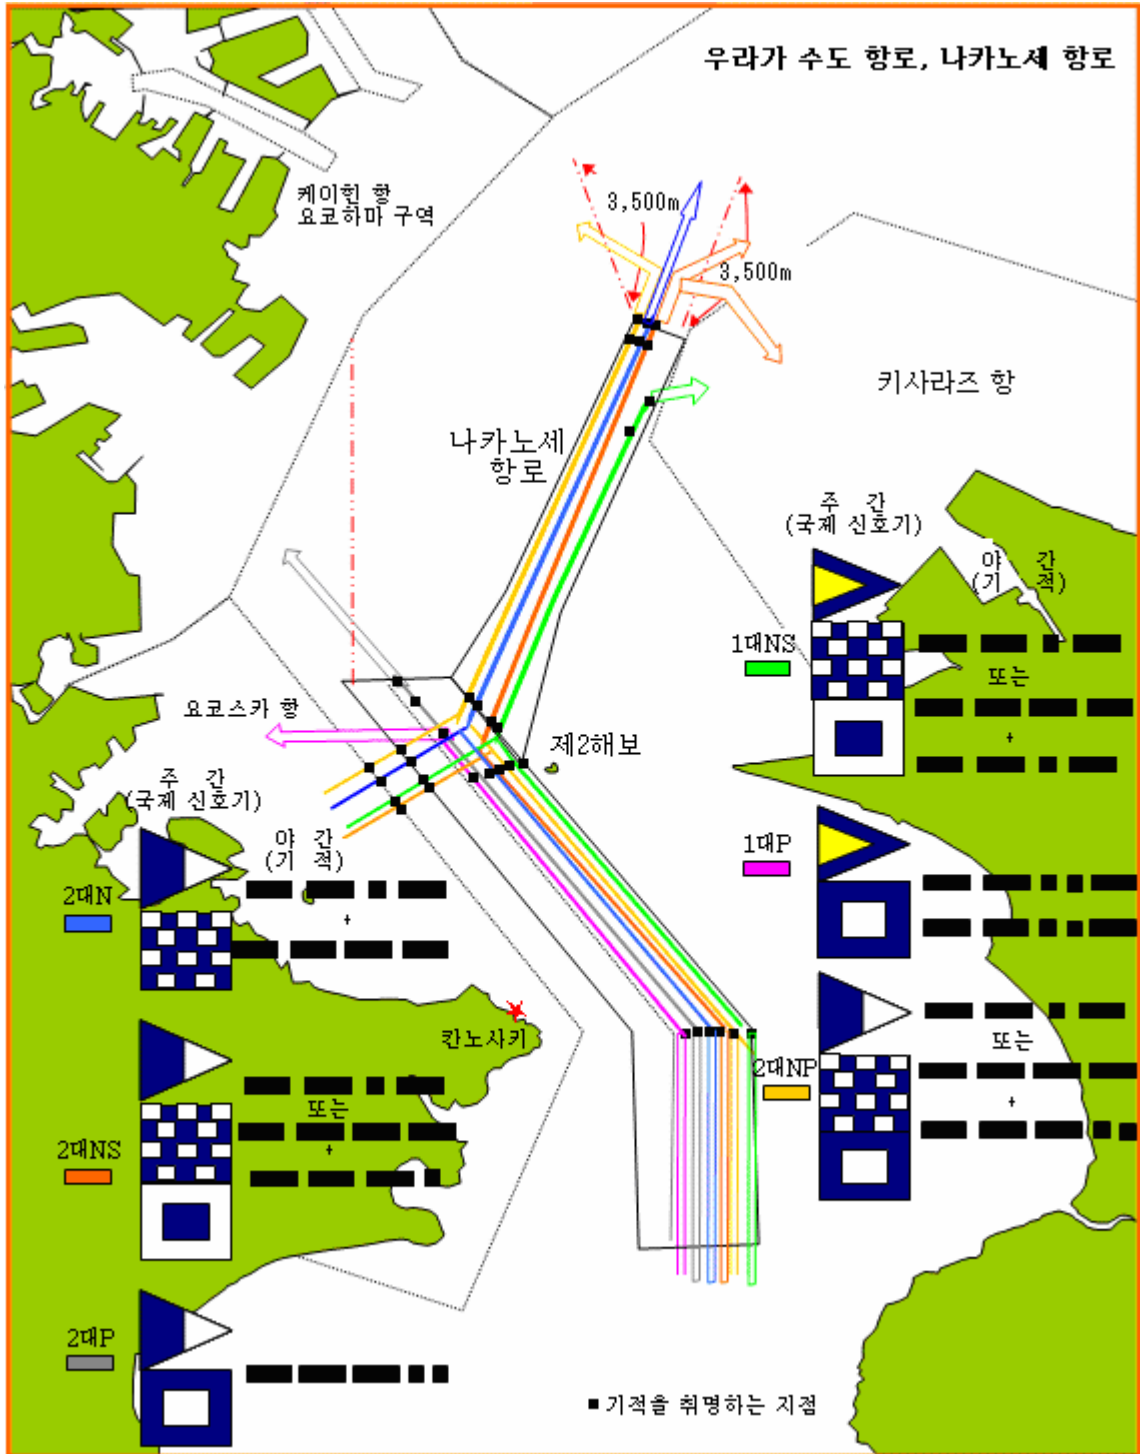 우라가 수도 항로, 나카노세 항로
케이힌 항
요코하마 구역
3,500m
3,500m
키사라즈 항
나카노세
항로
주 간
(국제 신호기)
야 간
(기 적)
1대NS
또는
+
요코스카 항
제2해보
주 간
(국제 신호기)
야 간
(기 적)
1대P
2대N
+
칸노사키
또는
2대NP
+
또는
2대NS
+
2대P
■ 기적을 취명하는 지점